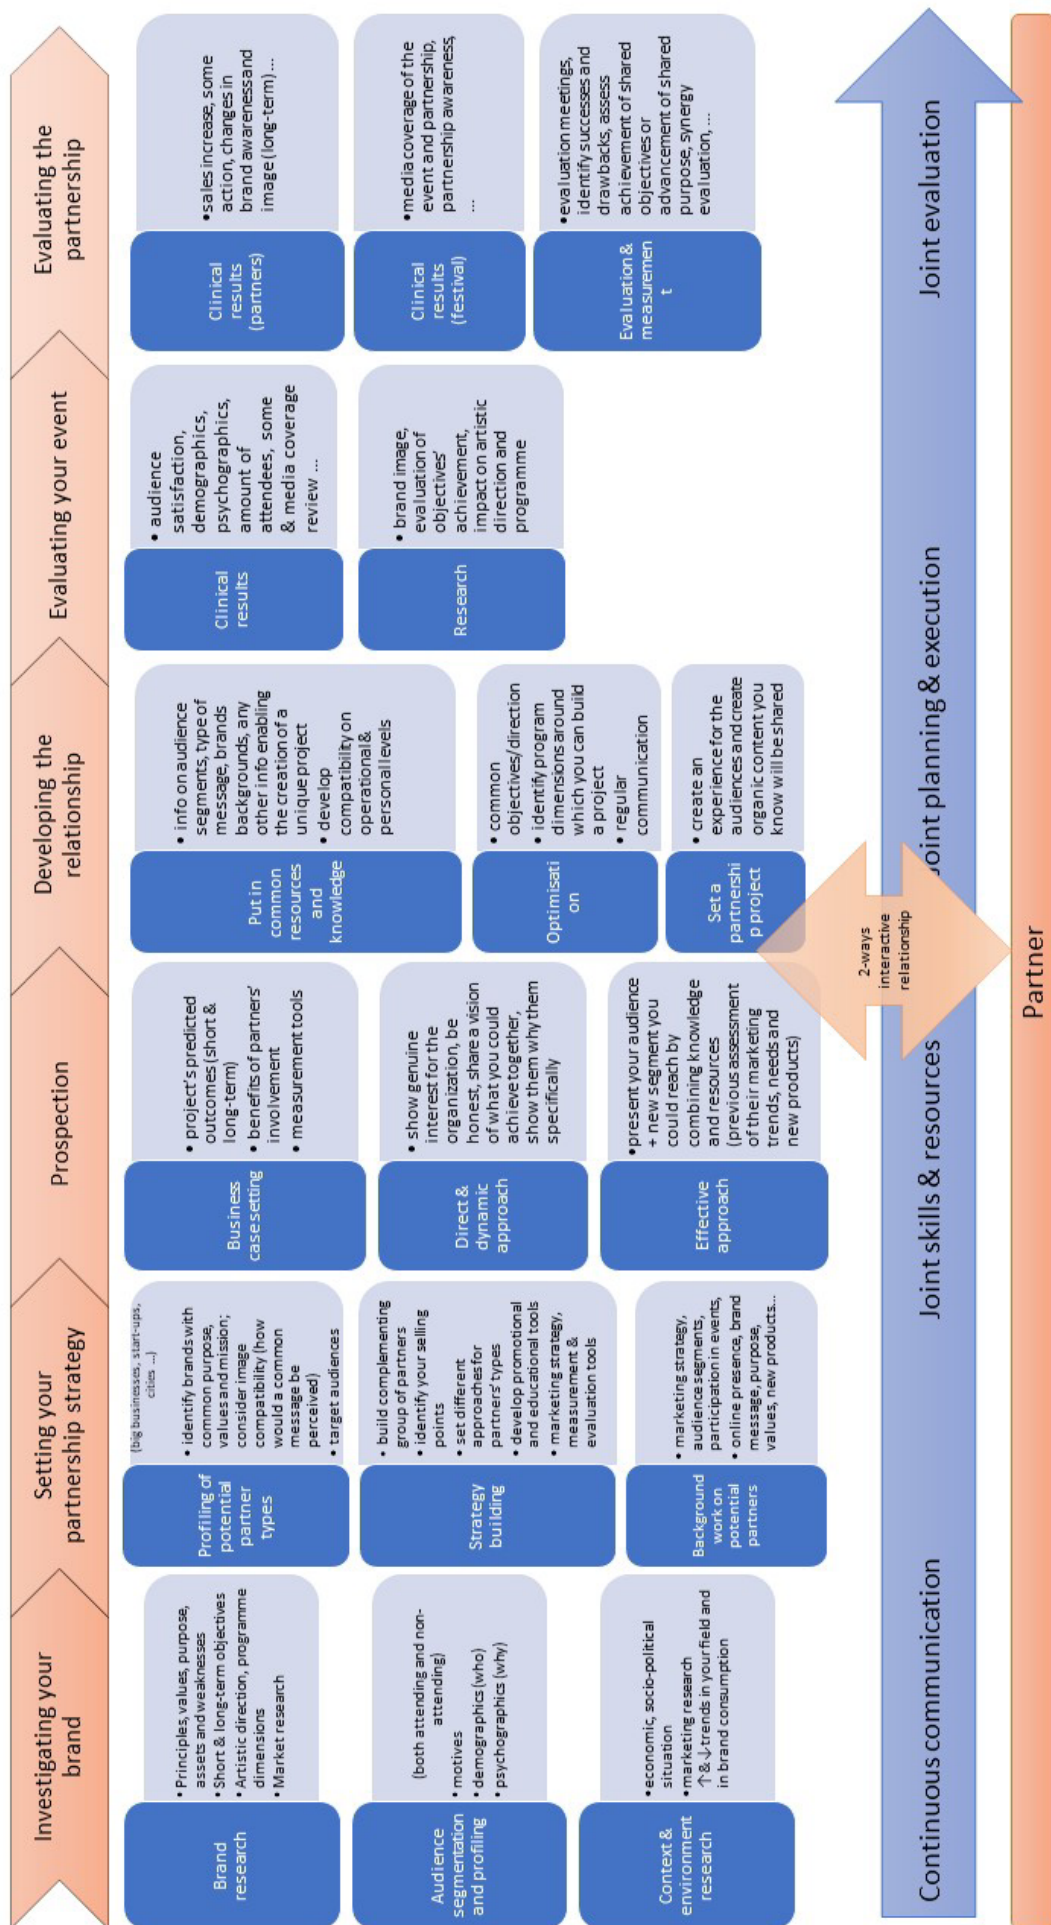 Investigating your
brand
Setting your
partnership strategy
Prospection
Developing the
relationship
Evaluating your event
Evaluating the
partnership
Brand
research
• Principles, values, purpose,
assets and weaknesses
• Short & long-term objectives
• Artistic direction, programme
dimensions
• Market research
Audience
segmentation
and profiling
(both attending and non-
attending)
• motives
• demographics (who)
• psychographics (why)
Context &
environment
research
•economic, socio-political
situation
•marketing research
↑&↓trends in your field and
in brand consumption
Profiling of
potential
partner
types
(big businesses, start-ups,
cities ...)
• identify brands with
common purpose,
values and mission;
consider image
compatibility (how
would a common
message be
perceived)
• target audiences
Strategy
building
• build complementing
group of partners
• identify your selling
points
• set different
approaches for
partners' types
• develop promotional
and educational tools
• marketing strategy,
measurement &
evaluation tools
Background
work on
potential
partners
• marketing strategy,
audience segments,
participation in events,
• online presence, brand
message, purpose,
values, new products...
Business
case setting
• project's predicted
outcomes (short &
long-term)
• benefits of partners'
involvement
• measurement tools
Direct &
dynamic
approach
• show genuine
interest for the
organization, be
honest, share a vision
of what you could
achieve together,
show them why them
specifically
Effective
approach
•present your audience
+ new segment you
could reach by
combining knowledge
and resources
(previous assessment
of their marketing
trends, needs and
new products)
Put in
common
resources
and
knowledge
• info on audience
segments, type of
message, brands
backgrounds, any
other info enabling
the creation of a
unique project
• develop
compatibility on
operational &
personal levels
Optimisati
on
• common
objectives/direction
• identify program
dimensions around
which you can build
a project
• regular
communication
Set a
partnershi
p project
• create an
experience for the
audiences and create
organic content you
know will be shared
Clinical
results
• audience
satisfaction,
demographics,
psychographics,
amount of
attendees, some
& media coverage
review ...
Research
• brand image,
evaluation of
objectives'
achievement,
impact on artistic
direction and
programme
Clinical
results
(partners)
•sales increase, some
action, changes in
brand awareness and
image (long-term) ...
Clinical
results
(festival)
•media coverage of the
event and partnership,
partnership awareness,
...
Evaluation &
measuremen
t
•evaluation meetings,
identify successes and
drawbacks, assess
achievement of shared
objectives or
advancement of shared
purpose, synergy
evaluation, ...
2-ways
interactive
relationship
Continuous communication
Joint skills & resources
Joint planning & execution
Joint evaluation
Partner